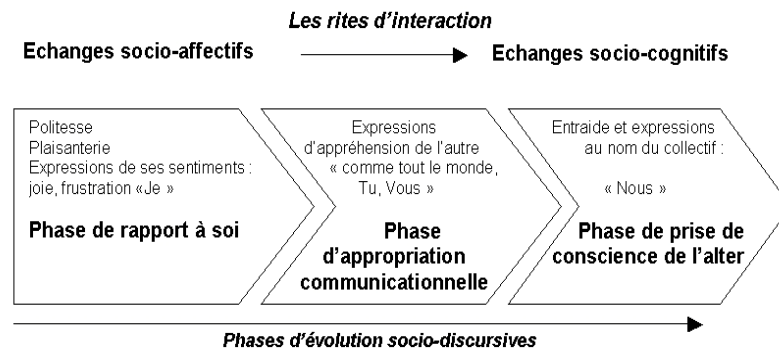 Les rites d'interaction
Echanges socio-affectifs
Echanges socio-cognitifs
Politesse
Plaisanterie
Expressions de ses sentiments :
joie, frustration «Je »
Phase de rapport à soi
Expressions
d'appréhension de l'autre
« comme tout le monde,
Tu, Vous »
Phase
d'appropriation
communicationnelle
Entraide et expressions
au nom du collectif :
« Nous »
Phase de prise de
conscience de l'alter
Phases d'évolution socio-discursives